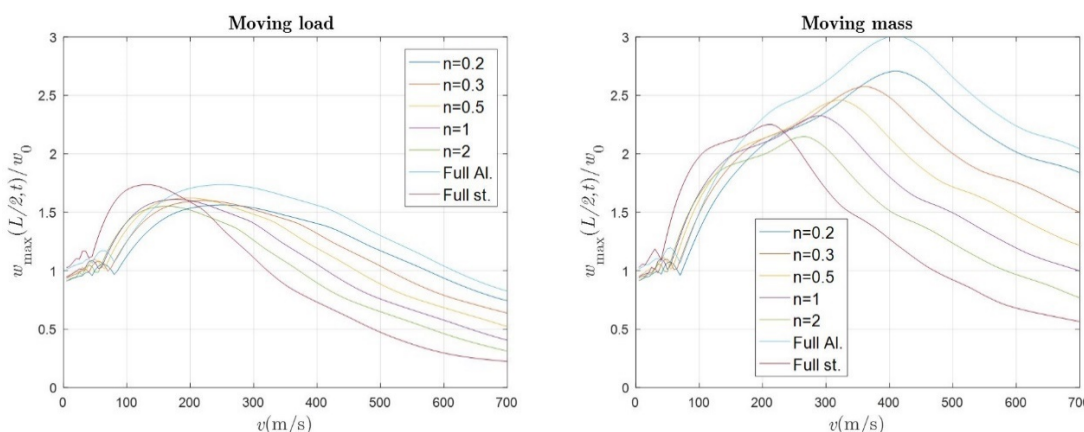 Moving load
3
2.5
2
1.5
1
0.5
0
0
100
200
300
400
500
600
700
w_max(L/2, t)/w_0
v(m/s)
n=0.2
n=0.3
n=0.5
n=1
n=2
Full Al.
Full st.
Moving mass
3
2.5
2
1.5
1
0.5
0
0
100
200
300
400
500
600
700
w_max(L/2, t)/w_0
v(m/s)
n=0.2
n=0.3
n=0.5
n=1
n=2
Full Al.
Full st.